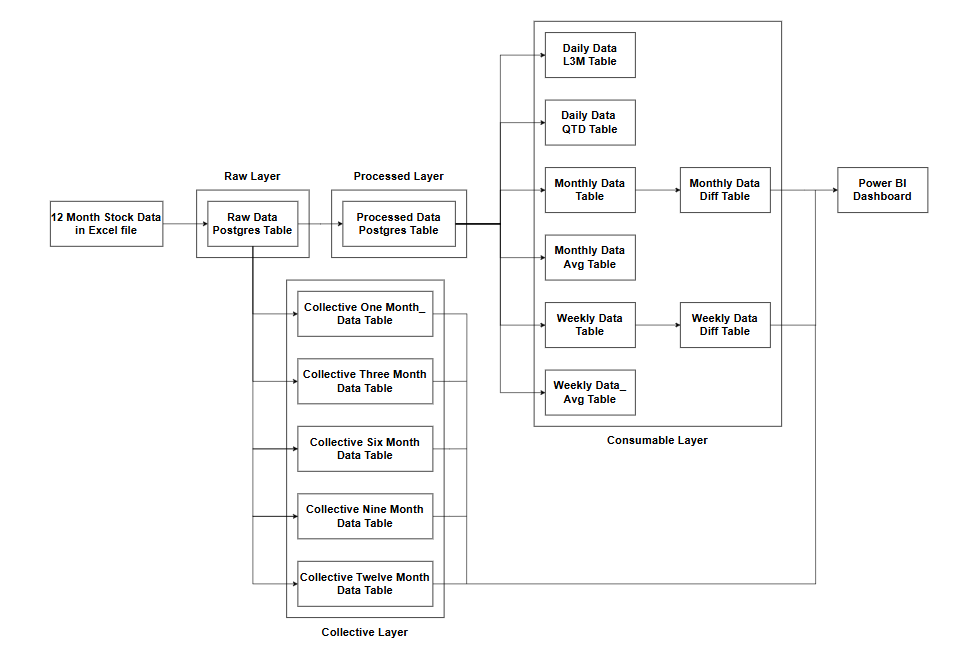 Daily Data
L3M Table
Daily Data
QTD Table
Raw Layer
Processed Layer
Monthly Data
Table
Monthly Data
Diff Table
Power BI
Dashboard
12 Month Stock Data
in Excel file
Raw Data
Postgres Table
Processed Data
Postgres Table
Monthly Data
Avg Table
Collective One Month_
Data Table
Weekly Data
Table
Weekly Data
Diff Table
Collective Three Month
Data Table
Weekly Data_
Avg Table
Consumable Layer
Collective Six Month
Data Table
Collective Nine Month
Data Table
Collective Twelve Month
Data Table
Collective Layer